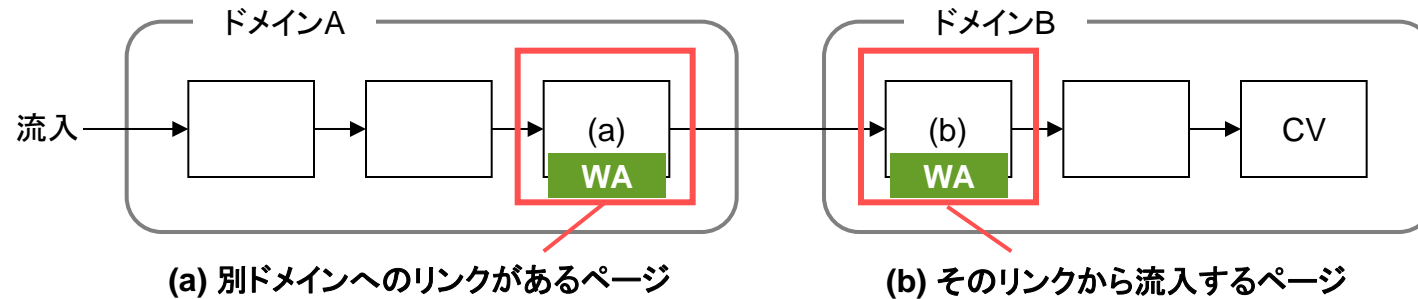 ドメインA
ドメインB
流入
(a)
WA
(b)
WA
CV
(a) 別ドメインへのリンクがあるページ
(b) そのリンクから流入するページ